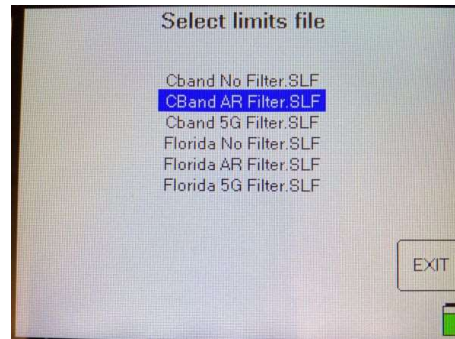 Select limits file
Cband No Filter.SLF
CBand AR Filter.SLF
Cband 5G Filter.SLF
Florida No Filter.SLF
Florida AR Filter.SLF
Florida 5G Filter.SLF
EXIT